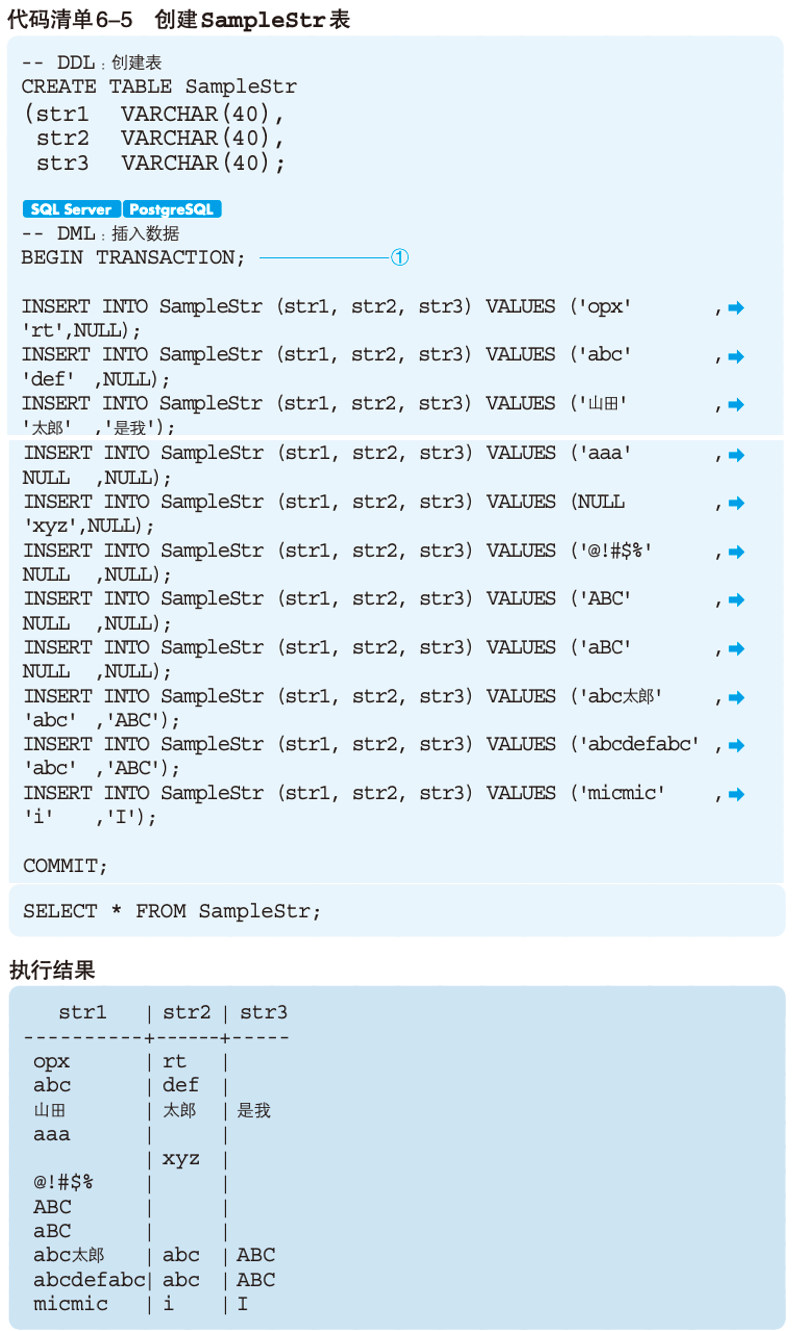 代码清单6–5 创建SampleStr表
-- DDL：创建表
CREATE TABLE SampleStr
(str1  VARCHAR(40),
 str2  VARCHAR(40),
 str3  VARCHAR(40);
SQL Server PostgreSQL
-- DML：插入数据
BEGIN TRANSACTION; ①
INSERT INTO SampleStr (str1, str2, str3) VALUES ('opx' ,➡
'rt',NULL);
INSERT INTO SampleStr (str1, str2, str3) VALUES ('abc' ,➡
'def' ,NULL);
INSERT INTO SampleStr (str1, str2, str3) VALUES ('山田' ,➡
'太郎' ,'是我');
INSERT INTO SampleStr (str1, str2, str3) VALUES ('aaa' ,➡
NULL ,NULL);
INSERT INTO SampleStr (str1, str2, str3) VALUES (NULL ,➡
'xyz',NULL);
INSERT INTO SampleStr (str1, str2, str3) VALUES ('@!#$%' ,➡
NULL ,NULL);
INSERT INTO SampleStr (str1, str2, str3) VALUES ('ABC' ,➡
NULL ,NULL);
INSERT INTO SampleStr (str1, str2, str3) VALUES ('aBC' ,➡
NULL ,NULL);
INSERT INTO SampleStr (str1, str2, str3) VALUES ('abc太郎' ,➡
'abc' ,'ABC');
INSERT INTO SampleStr (str1, str2, str3) VALUES ('abcdefabc' ,➡
'abc' ,'ABC');
INSERT INTO SampleStr (str1, str2, str3) VALUES ('micmic' ,➡
'i' ,'I');
COMMIT;
SELECT * FROM SampleStr;
执行结果
str1 | str2 | str3
----------+------+-----
opx | rt |
abc | def |
山田 | 太郎 | 是我
aaa | |
| xyz |
@!#$% | |
ABC | |
aBC | |
abc太郎 | abc | ABC
abcdefabc| abc | ABC
micmic | i | I